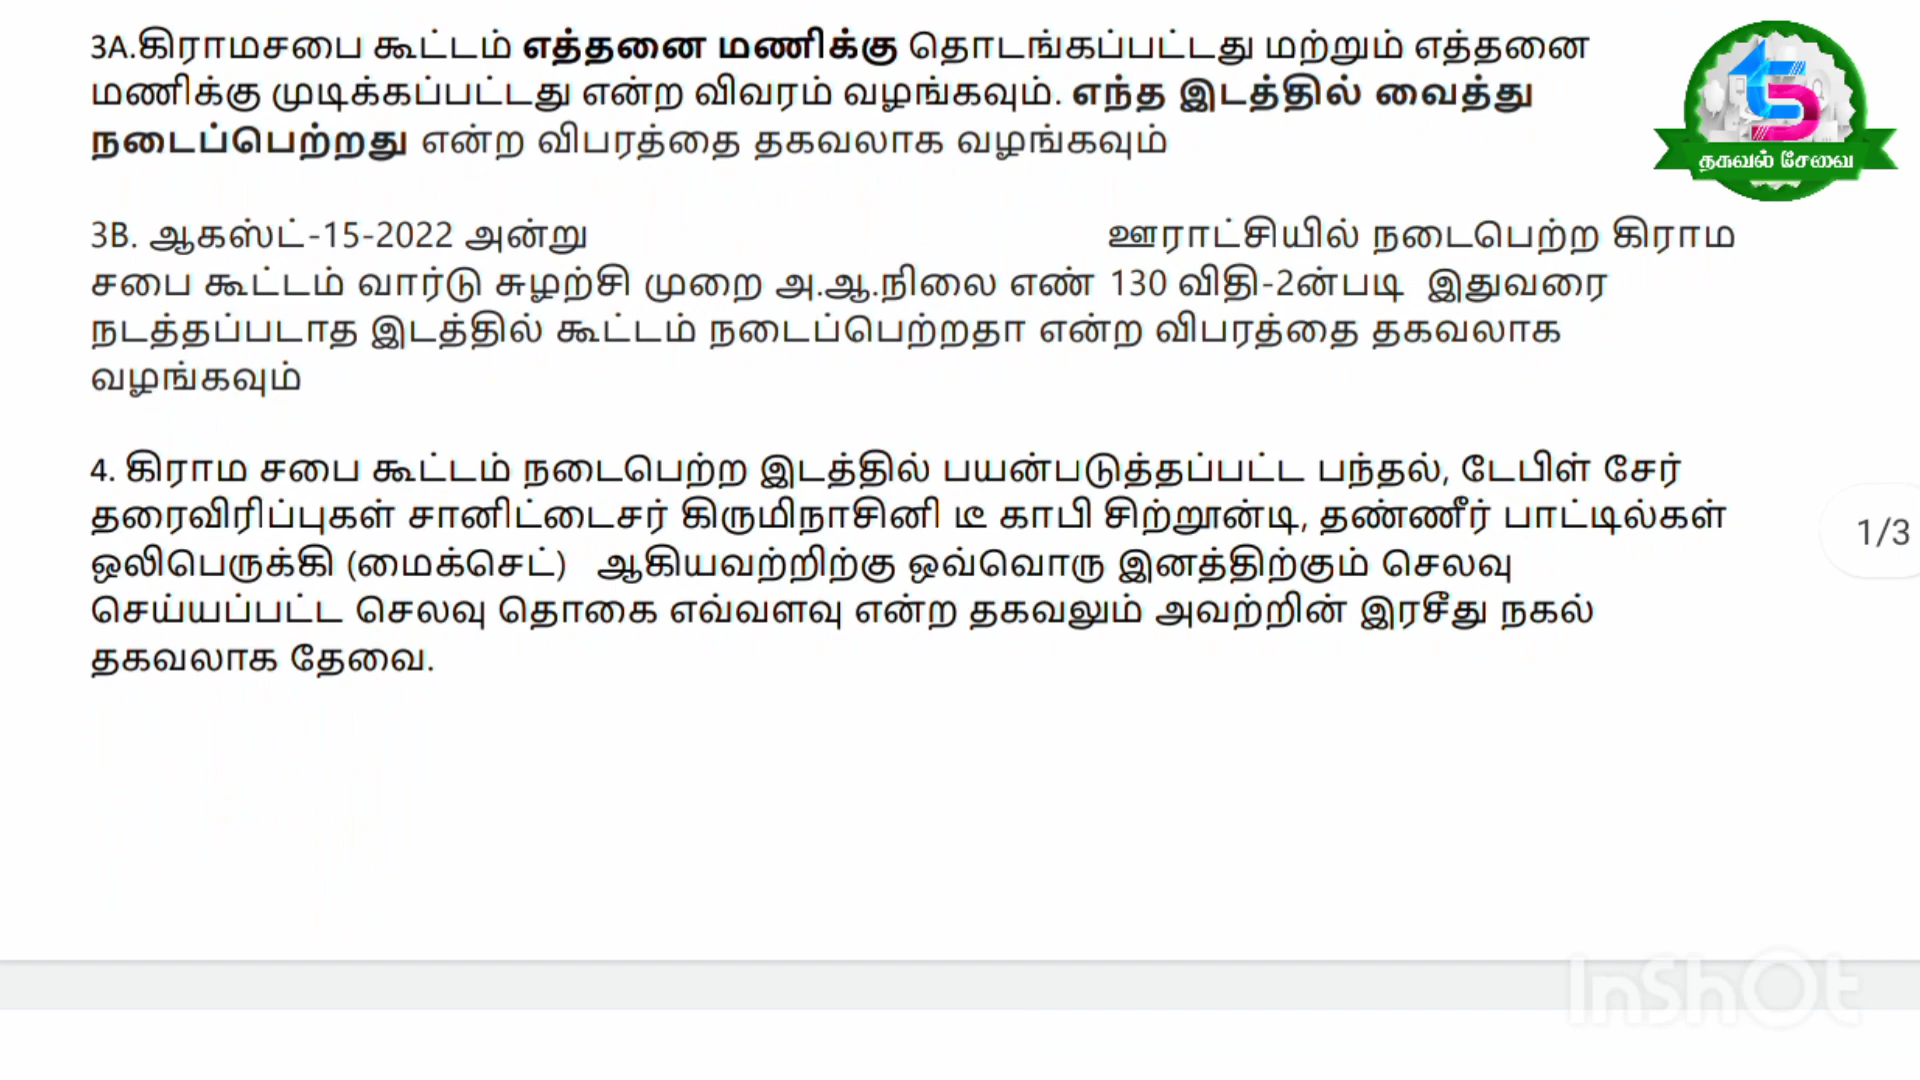 3A.கிராமசபை கூட்டம் எத்தனை மணிக்கு தொடங்கப்பட்டது மற்றும் எத்தனை
மணிக்கு முடிக்கப்பட்டது என்ற விவரம் வழங்கவும். எந்த இடத்தில் வைத்து
நடைப்பெற்றது என்ற விபரத்தை தகவலாக வழங்கவும்
தகவல் சேவை
3B. ஆகஸ்ட்-15-2022 அன்று ஊராட்சியில் நடைபெற்ற கிராம
சபை கூட்டம் வார்டு சுழற்சி முறை அ.ஆ.நிலை எண் 130 விதி-2ன்படி இதுவரை
நடத்தப்படாத இடத்தில் கூட்டம் நடைப்பெற்றதா என்ற விபரத்தை தகவலாக
வழங்கவும்
4. கிராம சபை கூட்டம் நடைபெற்ற இடத்தில் பயன்படுத்தப்பட்ட பந்தல், டேபிள் சேர்
தரைவிரிப்புகள் சானிட்டைசர் கிருமிநாசினி டீ காபி சிற்றூன்டி, தண்ணீர் பாட்டில்கள்
ஒலிபெருக்கி (மைக்செட்) ஆகியவற்றிற்கு ஒவ்வொரு இனத்திற்கும் செலவு
செய்யப்பட்ட செலவு தொகை எவ்வளவு என்ற தகவலும் அவற்றின் இரசீது நகல்
தகவலாக தேவை.
1/3
InShOt